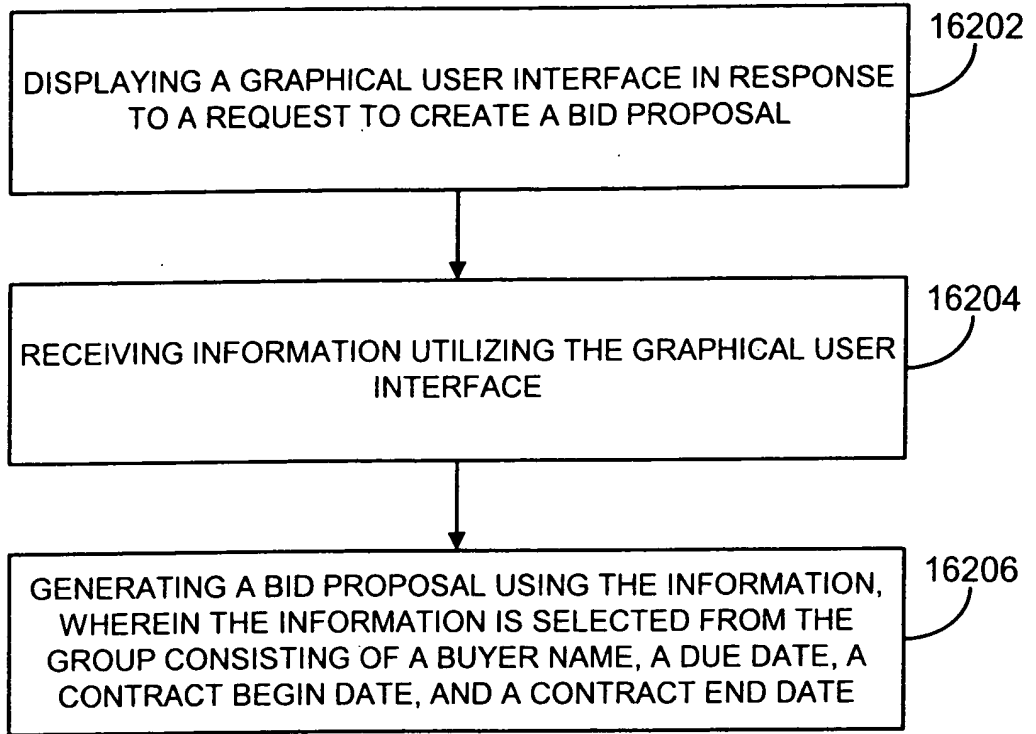 16202
DISPLAYING A GRAPHICAL USER INTERFACE IN RESPONSE
TO A REQUEST TO CREATE A BID PROPOSAL
16204
RECEIVING INFORMATION UTILIZING THE GRAPHICAL USER
INTERFACE
16206
GENERATING A BID PROPOSAL USING THE INFORMATION,
WHEREIN THE INFORMATION IS SELECTED FROM THE
GROUP CONSISTING OF A BUYER NAME, A DUE DATE, A
CONTRACT BEGIN DATE, AND A CONTRACT END DATE